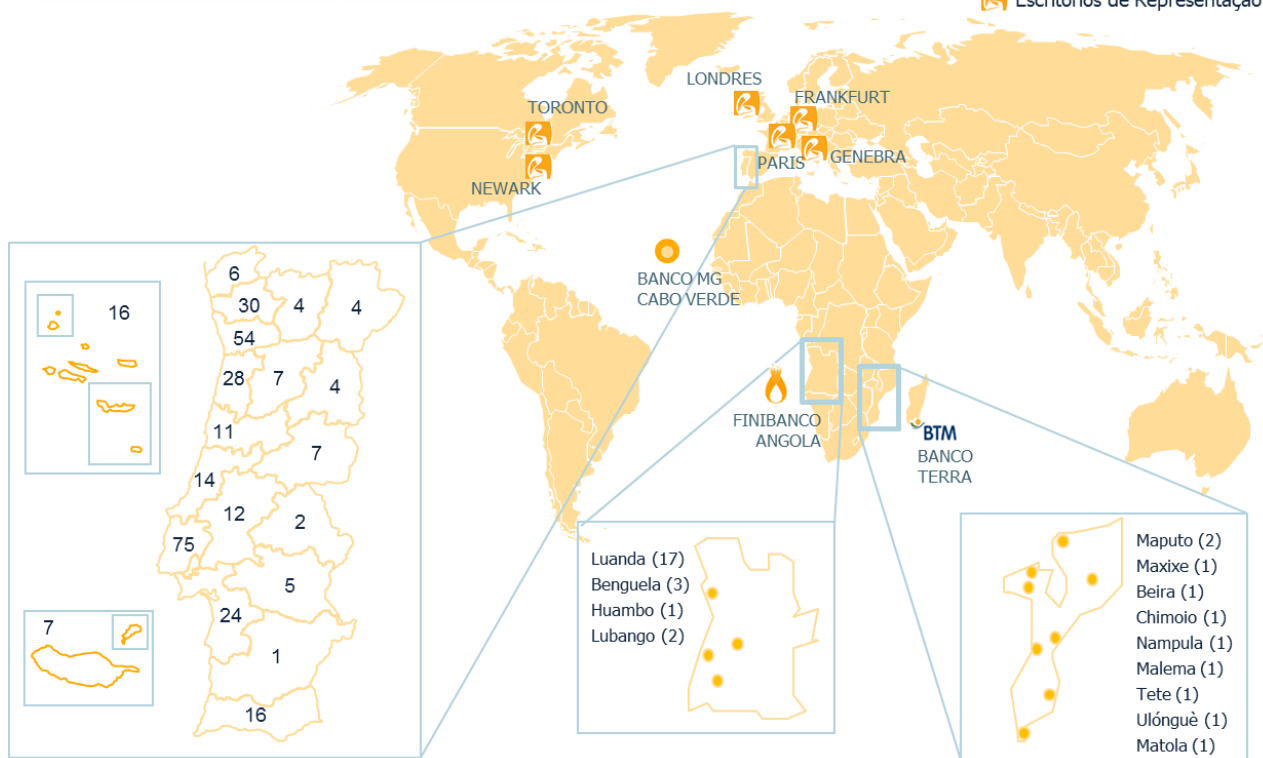 Escritórios de Representação
LONDRES
FRANKFURT
TORONTO
PARIS
GENEBRA
NEWARK
BANCO MG
CABO VERDE
FINIBANCO
ANGOLA
BTM
BANCO
TERRA
16
7
6
30
4
4
54
28
7
4
11
7
14
12
2
75
5
24
1
16
Luanda (17)
Benguela (3)
Huambo (1)
Lubango (2)
Maputo (2)
Maxixe (1)
Beira (1)
Chimoio (1)
Nampula (1)
Malema (1)
Tete (1)
Ulónguè (1)
Matola (1)